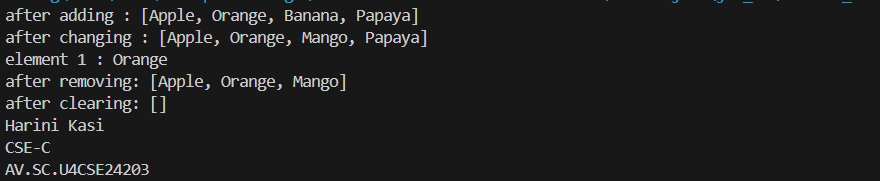 after adding : [Apple, Orange, Banana, Papaya]
after changing : [Apple, Orange, Mango, Papaya]
element 1 : Orange
after removing: [Apple, Orange, Mango]
after clearing: []
Harini Kasi
CSE-C
AV.SC.U4CSE24203